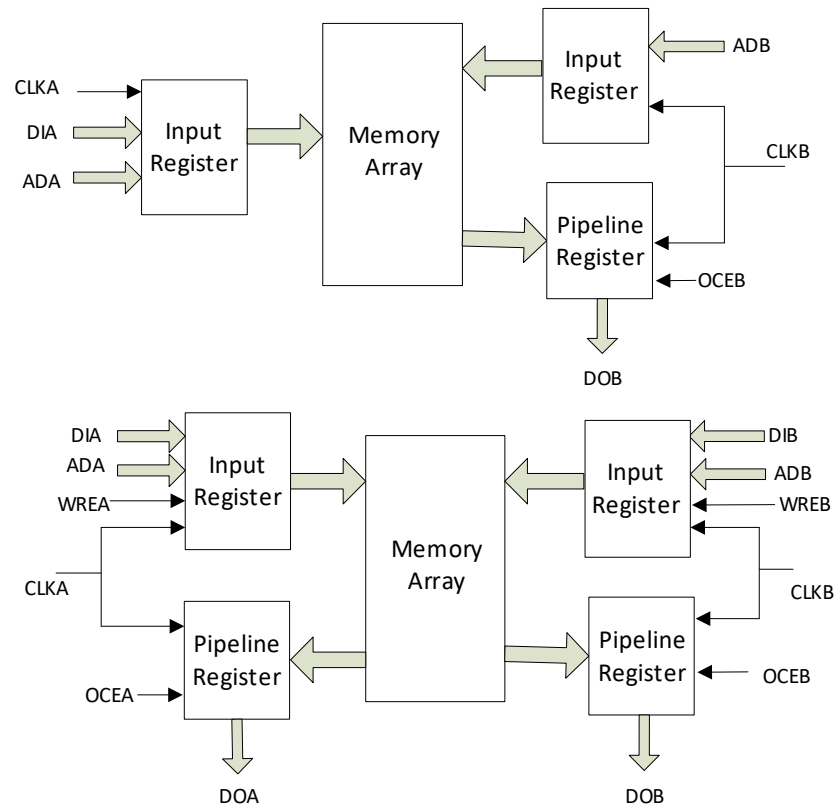 CLKA
DIA
ADA
Input
Register
Memory
Array
Input
Register
ADB
CLKB
Pipeline
Register
OCEB
DOB
DIA
ADA
WREA
CLKA
Input
Register
Memory
Array
Input
Register
DIB
ADB
WREB
CLKB
Pipeline
Register
OCEA
DOA
Pipeline
Register
OCEB
DOB